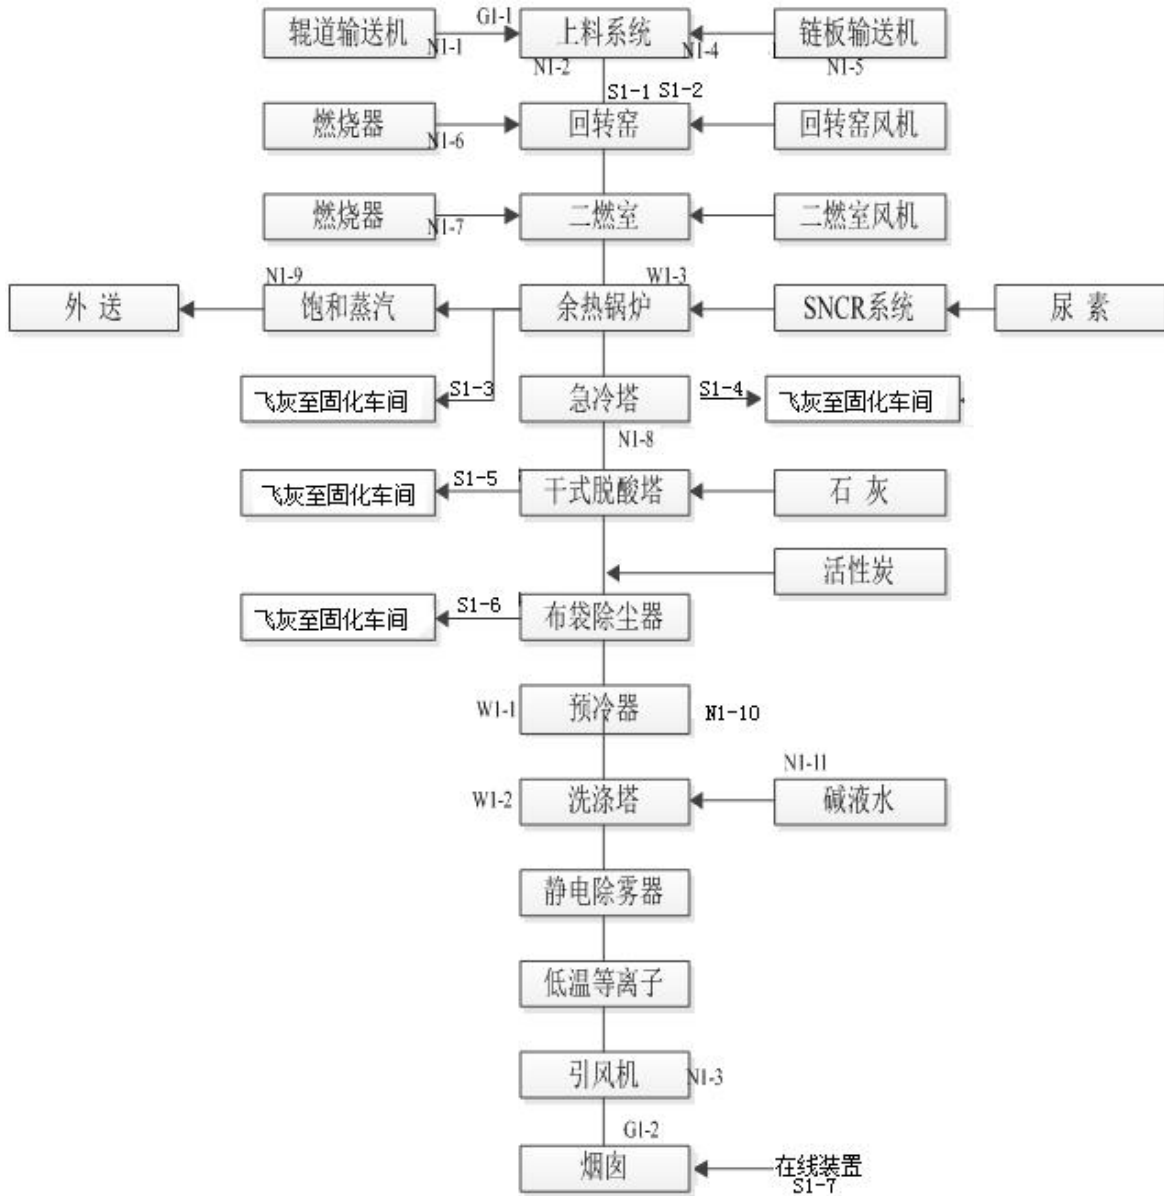 辊道输送机
G1-1
上料系统
链板输送机
N1-1
N1-2
N1-4
N1-5
S1-1 S1-2
燃烧器
回转窑
回转窑风机
N1-6
燃烧器
二燃室
二燃室风机
N1-7
N1-9
W1-3
外 送
饱和蒸汽
余热锅炉
SNCR系统
尿 素
飞灰至固化车间
S1-3
急冷塔
S1-4
飞灰至固化车间
N1-8
飞灰至固化车间
S1-5
干式脱酸塔
石 灰
活性炭
飞灰至固化车间
S1-6
布袋除尘器
W1-1
预冷器
N1-10
N1-11
W1-2
洗涤塔
碱液水
静电除雾器
低温等离子
引风机
N1-3
G1-2
烟囱
在线装置
S1-7